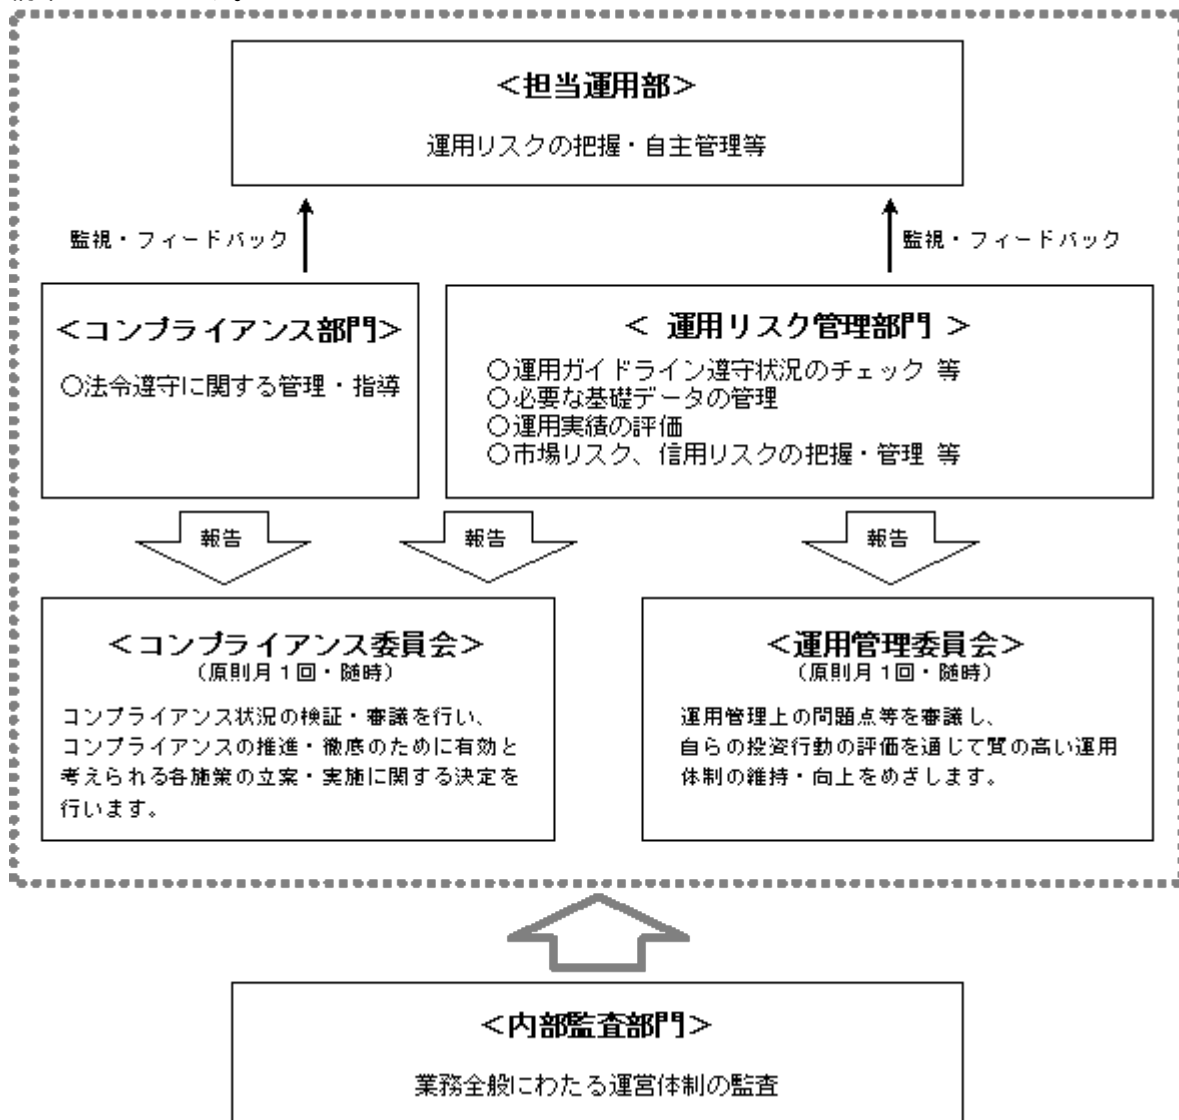 ＜担当運用部＞
運用リスクの把握・自主管理等
監視・フィードバック
監視・フィードバック
＜コンプライアンス部門＞
○法令遵守に関する管理・指導
＜ 運用リスク管理部門 ＞
○運用ガイドライン遵守状況のチェック 等
○必要な基礎データの管理
○運用実績の評価
○市場リスク、信用リスクの把握・管理 等
報告
報告
報告
＜コンプライアンス委員会＞
（原則月１回・随時）
コンプライアンス状況の検証・審議を行い、
コンプライアンスの推進・徹底のために有効と
考えられる各施策の立案・実施に関する決定を
行います。
＜運用管理委員会＞
（原則月１回・随時）
運用管理上の問題点等を審議し、
自らの投資行動の評価を通じて質の高い運用
体制の維持・向上をめざします。
＜内部監査部門＞
業務全般にわたる運営体制の監査